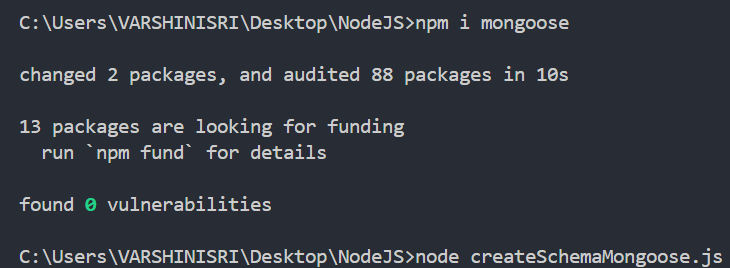 C:\Users\VARSHINISRI\Desktop\NodeJS>npm i mongoose
changed 2 packages, and audited 88 packages in 10s
13 packages are looking for funding
  run `npm fund` for details
found 0 vulnerabilities
C:\Users\VARSHINISRI\Desktop\NodeJS>node createSchemaMongoose.js